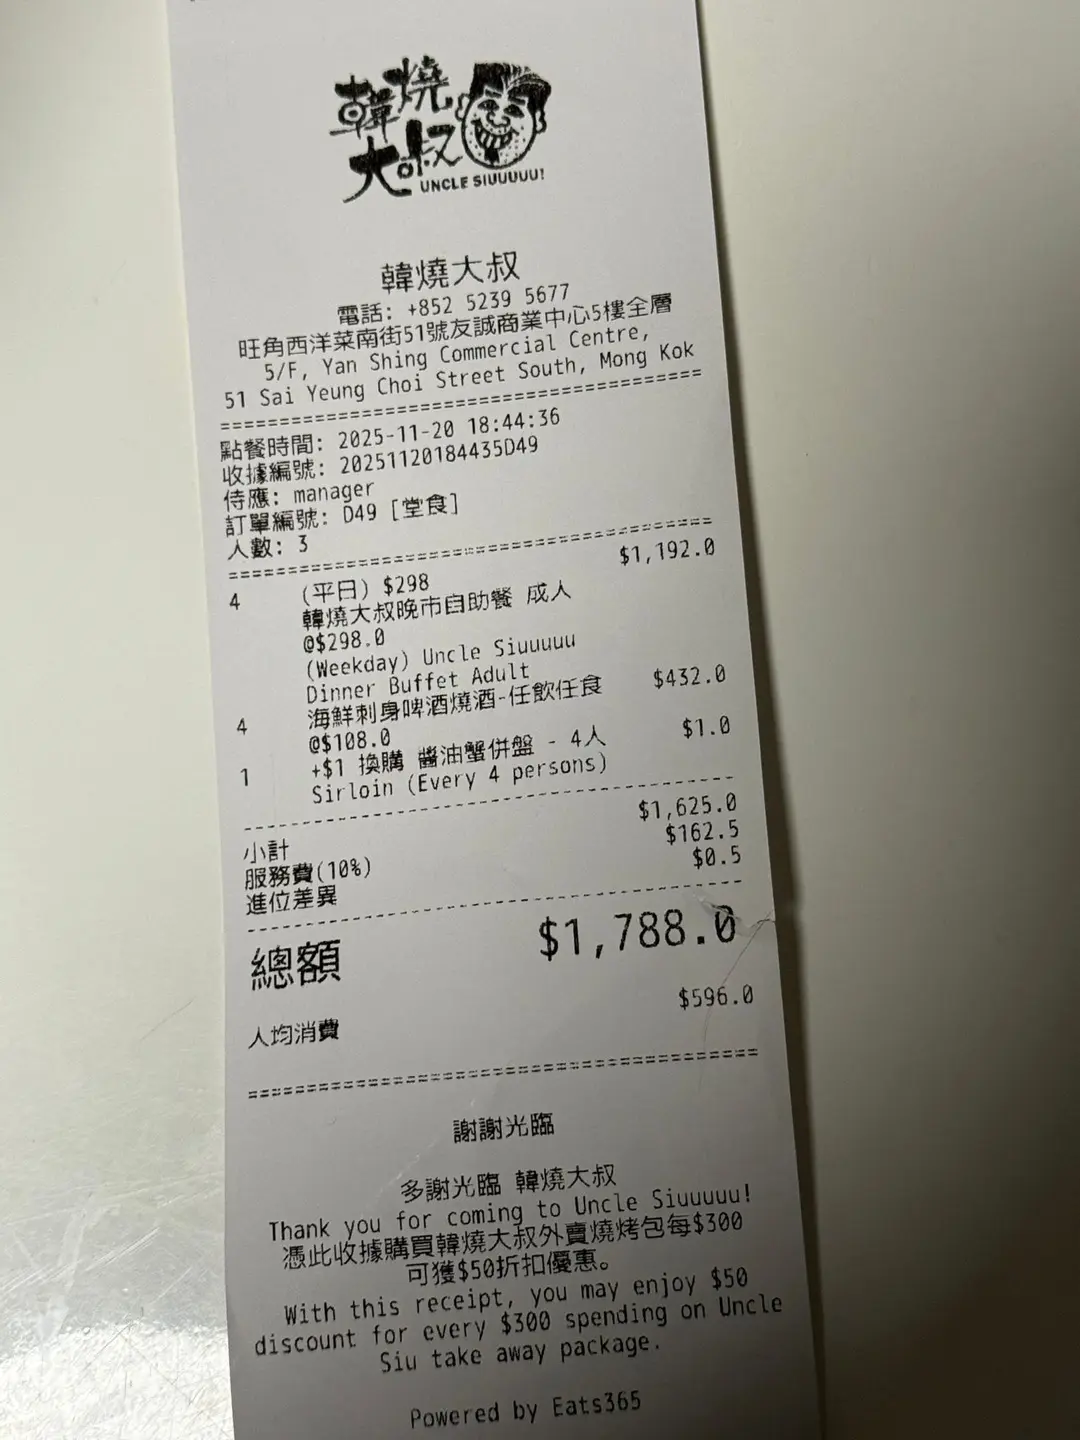 韓燒
大叔
UNCLE SIUUUUU!
韓燒大叔
電話: +852 5239 5677
旺角西洋菜南街51號友誠商業中心5樓全層
5/F, Yan Shing Commercial Centre,
51 Sai Yeung Choi Street South, Mong Kok
點餐時間: 2025-11-20 18:44:36
收據編號: 20251120184435D49
侍應: manager
訂單編號: D49 [堂食]
人數: 3
4 (平日) $298 $1,192.0
韓燒大叔晚市自助餐 成人
@$298.0
(Weekday) Uncle Siuuuuu
Dinner Buffet Adult
4 海鮮刺身啤酒燒酒-任飲任食 $432.0
@$108.0
1 +$1 換購 醬油蟹併盤 - 4人 $1.0
Sirloin (Every 4 persons)
小計 $1,625.0
服務費(10%) $162.5
進位差異 $0.5
總額 $1,788.0
人均消費 $596.0
謝謝光臨
多謝光臨 韓燒大叔
Thank you for coming to Uncle Siuuuuu!
憑此收據購買韓燒大叔外賣燒烤包每$300
可獲$50折扣優惠。
With this receipt, you may enjoy $50
discount for every $300 spending on Uncle
Siu take away package.
Powered by Eats365